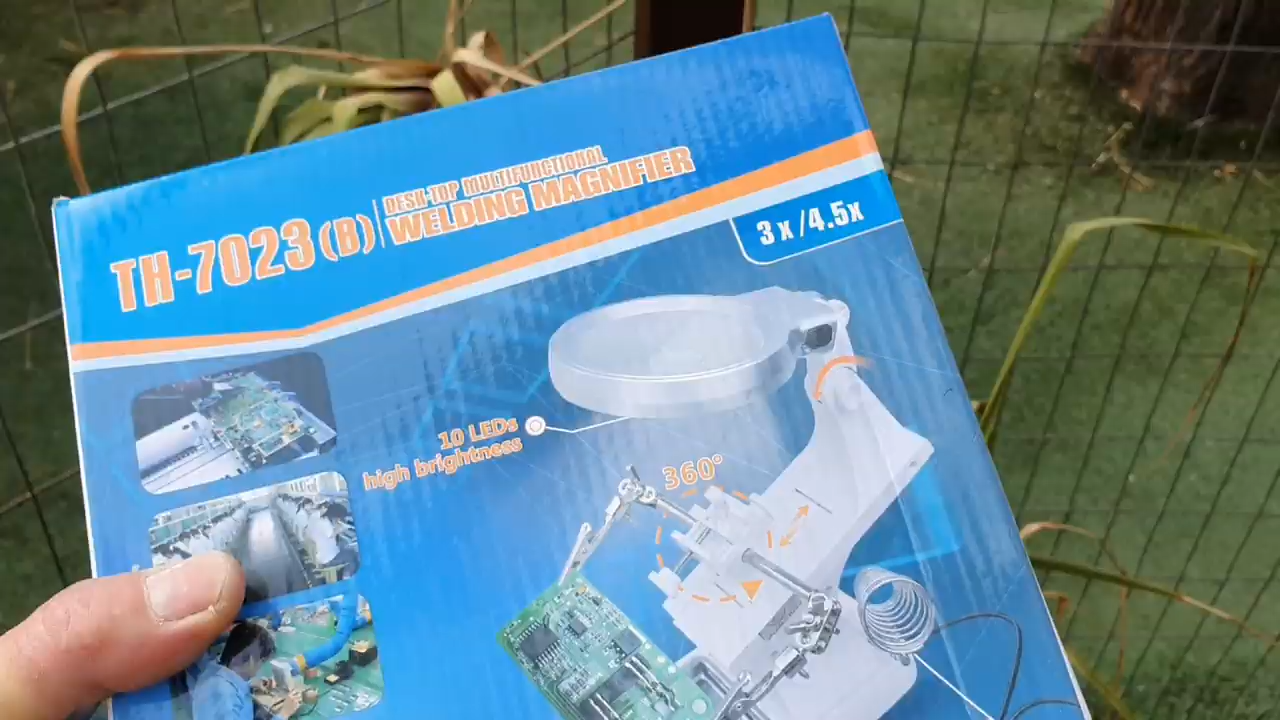 TH-7023(B)
DESK-TOP MULTIFUNCTIONAL
WELDING MAGNIFIER
3x/4.5x
10 LEDs
high brightness
360°